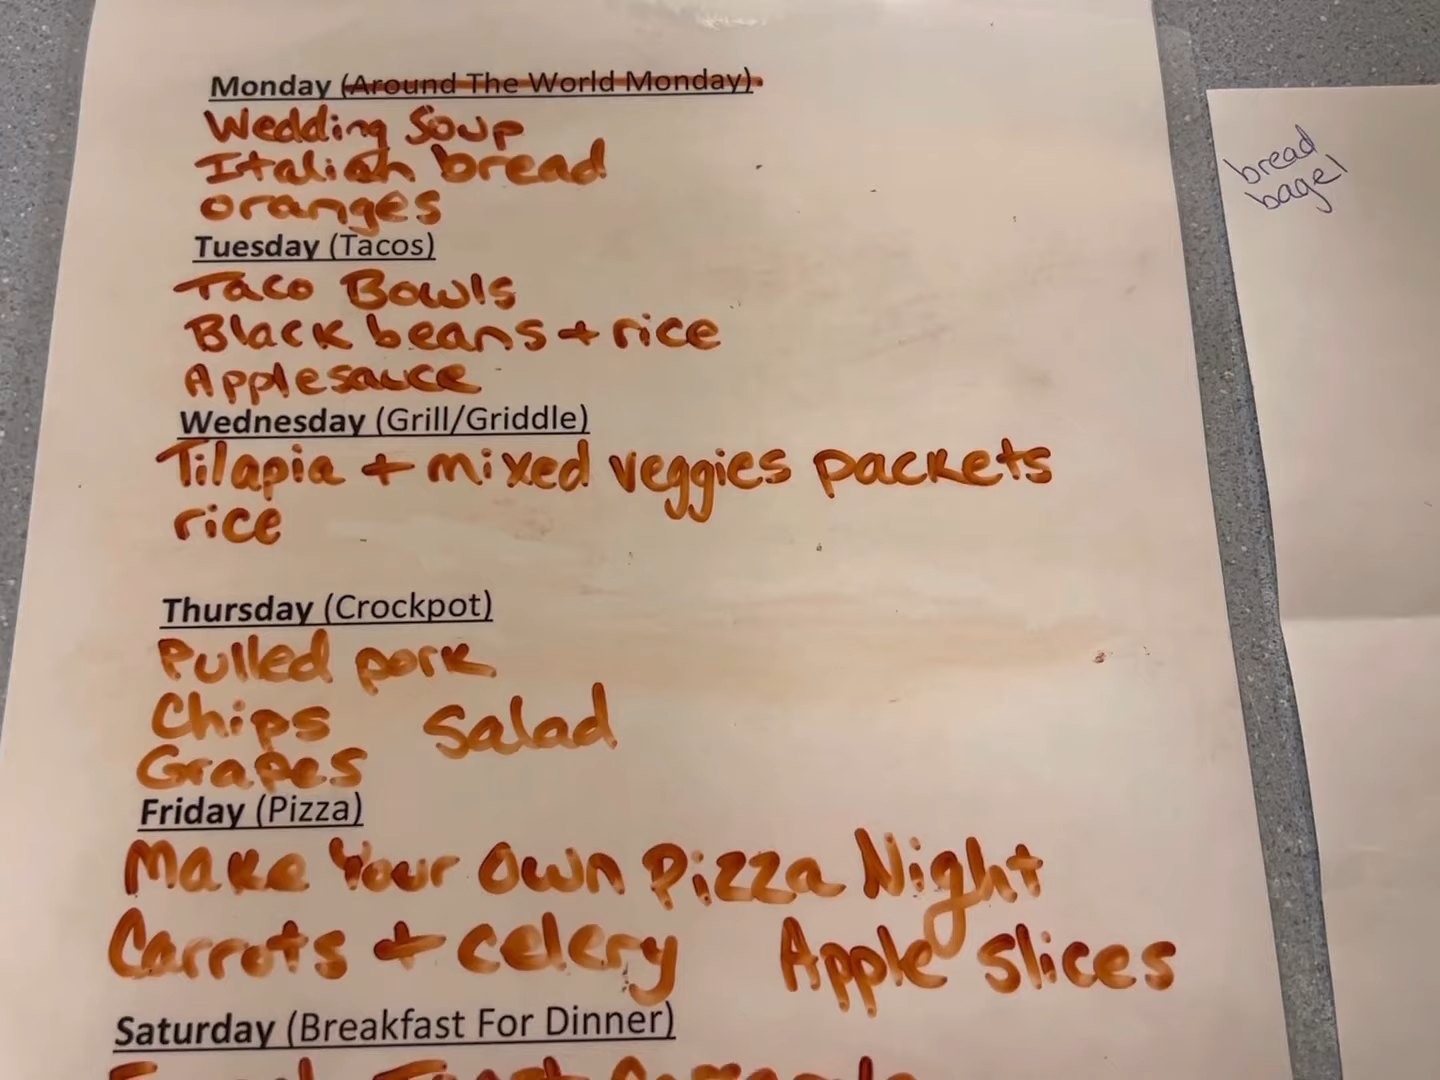 Monday (Around The World Monday)
Wedding Soup
Italian bread
oranges
Tuesday (Tacos)
Taco Bowls
Black beans + rice
Applesauce
Wednesday (Grill/Griddle)
Tilapia + mixed veggies packets
rice
Thursday (Crockpot)
Pulled pork
Chips Salad
Grapes
Friday (Pizza)
Make Your Own Pizza Night
Carrots + celery Apple slices
Saturday (Breakfast For Dinner)
bread
bagel